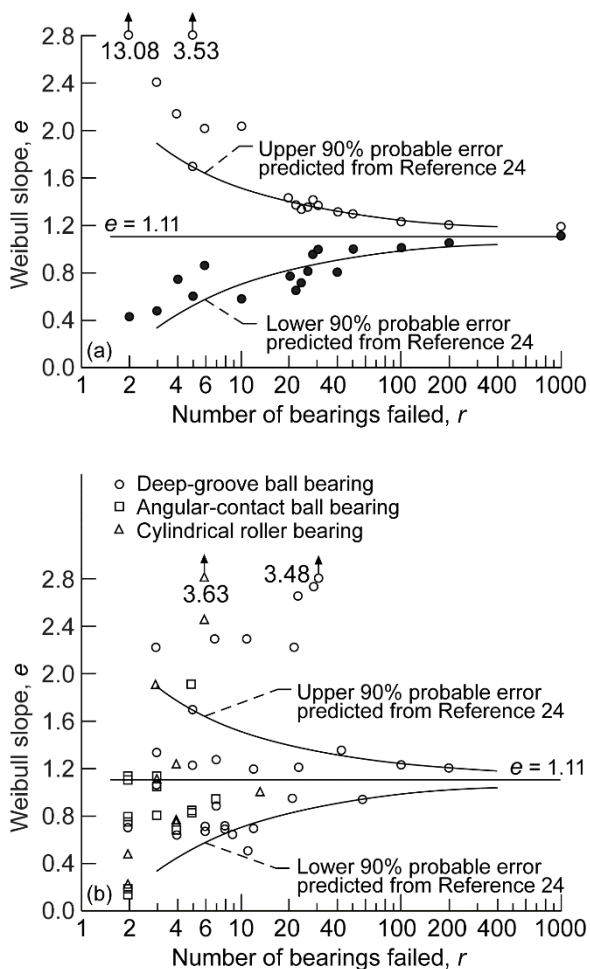 2.8
13.08
3.53
2.4
2.0
Upper 90% probable error
predicted from Reference 24
1.6
Weibull slope, e
1.2
e = 1.11
0.8
0.4
Lower 90% probable error
predicted from Reference 24
(a)
0.0
1 2 4 6 10 20 40 100 200 400 1000
Number of bearings failed, r
Deep-groove ball bearing
Angular-contact ball bearing
Cylindrical roller bearing
2.8
3.63
3.48
2.4
2.0
Upper 90% probable error
predicted from Reference 24
1.6
Weibull slope, e
1.2
e = 1.11
0.8
0.4
Lower 90% probable error
predicted from Reference 24
(b)
0.0
1 2 4 6 10 20 40 100 200 400 1000
Number of bearings failed, r